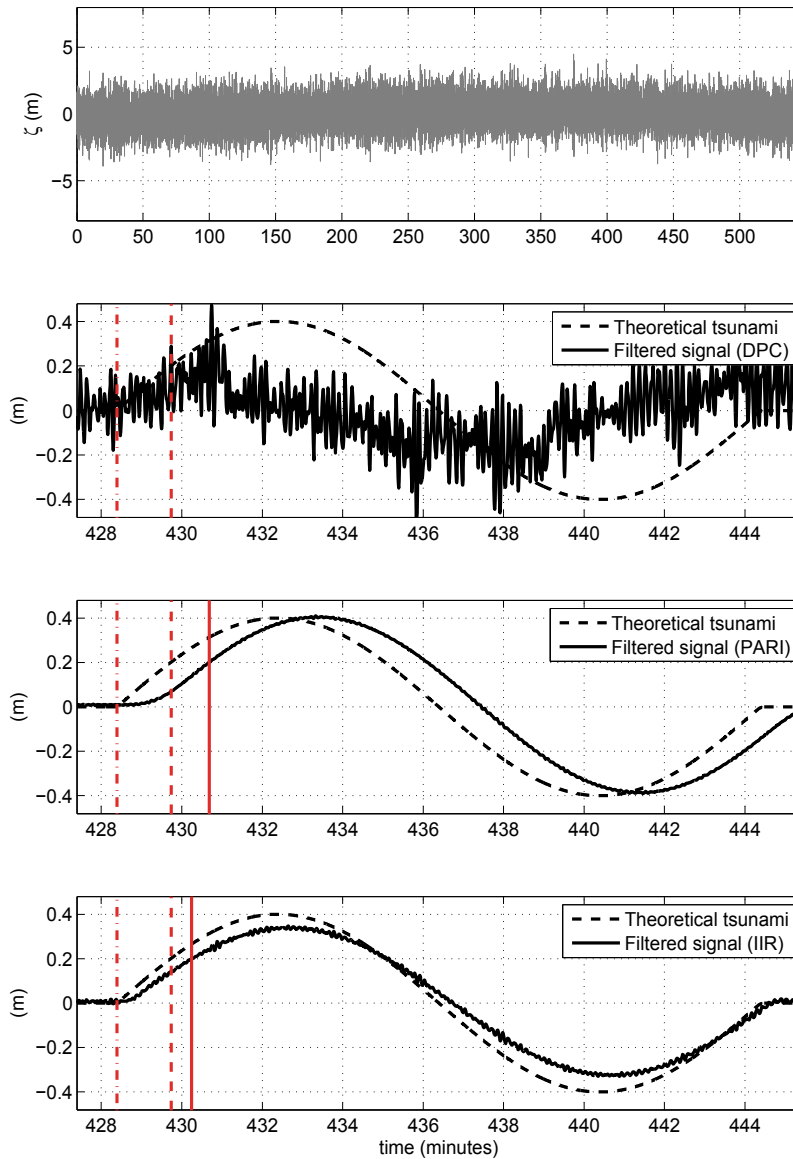 5
0
−5
ζ (m)
0 50 100 150 200 250 300 350 400 450 500
0.4
0.2
0
−0.2
−0.4
(m)
Theoretical tsunami
Filtered signal (DPC)
428 430 432 434 436 438 440 442 444
0.4
0.2
0
−0.2
−0.4
(m)
Theoretical tsunami
Filtered signal (PARI)
428 430 432 434 436 438 440 442 444
0.4
0.2
0
−0.2
−0.4
(m)
Theoretical tsunami
Filtered signal (IIR)
428 430 432 434 436 438 440 442 444
time (minutes)